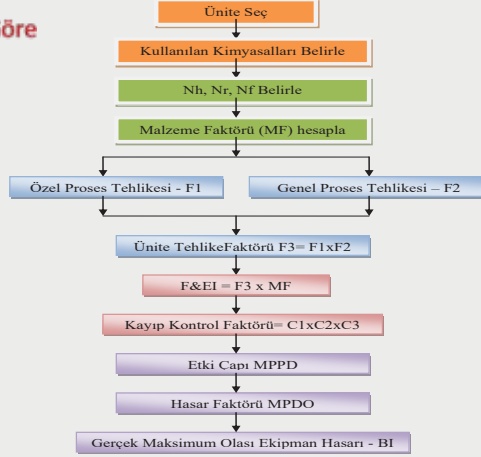 Göre
Ünite Seç
Kullanılan Kimyasalları Belirle
Nh, Nr, Nf Belirle
Malzeme Faktörü (MF) hesapla
Özel Proses Tehlikesi - F1
Genel Proses Tehlikesi – F2
Ünite TehlikeFaktörü F3= F1xF2
F&EI = F3 x MF
Kayıp Kontrol Faktörü= C1xC2xC3
Etki Çapı MPPD
Hasar Faktörü MPDO
Gerçek Maksimum Olası Ekipman Hasarı - BI